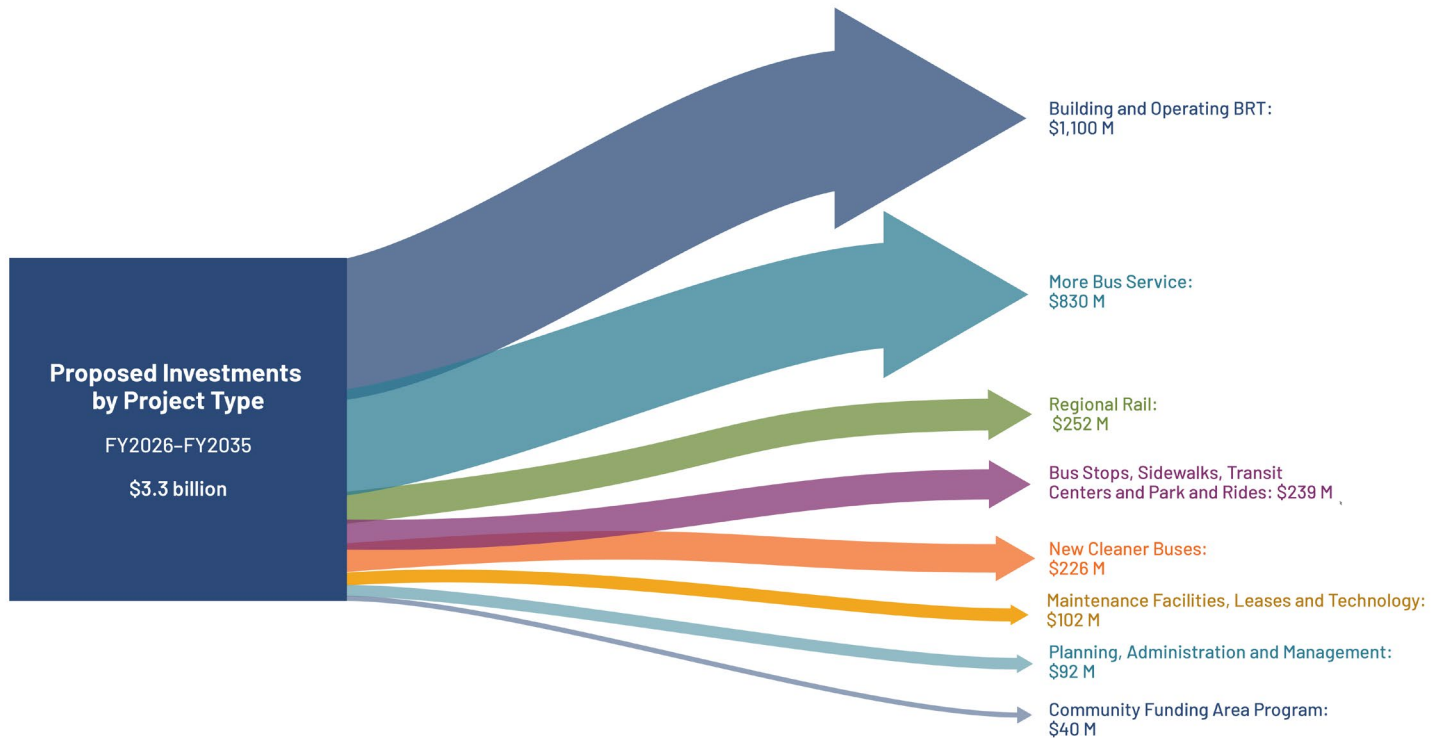 Proposed Investments
by Project Type
FY2026–FY2035
$3.3 billion
Building and Operating BRT:
$1,100 M
More Bus Service:
$830 M
Regional Rail:
$252 M
Bus Stops, Sidewalks, Transit
Centers and Park and Rides: $239 M
New Cleaner Buses:
$226 M
Maintenance Facilities, Leases and Technology:
$102 M
Planning, Administration and Management:
$92 M
Community Funding Area Program:
$40 M